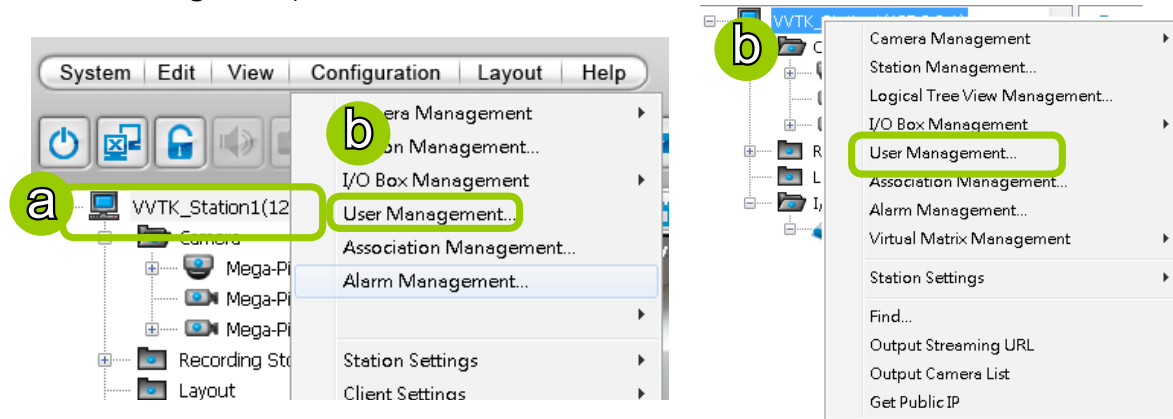 System Edit View Configuration Layout Help
b
era Management
on Management...
I/O Box Management
User Management...
Association Management...
Alarm Management...
Station Settings
Client Settings
a
VVTK_Station1(12
Camera
Mega-Pi
Mega-Pi
Mega-Pi
Recording Sto
Layout
VVTK_
b
C
R
L
I/
Camera Management
Station Management...
Logical Tree View Management...
I/O Box Management
User Management...
Association Management...
Alarm Management...
Virtual Matrix Management
Station Settings
Find...
Output Streaming URL
Output Camera List
Get Public IP